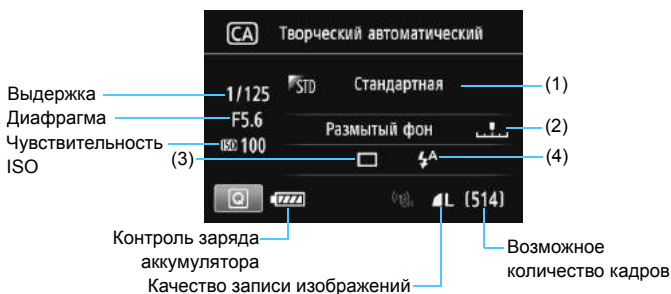 CA Творческий автоматический
STD Стандартная (1)
Выдержка 1/125
Диафрагма F5.6
Размытый фон (2)
Чувствительность ISO 100
ISO (3) A (4)
Q L (514)
Контроль заряда
аккумулятора
Возможное
количество кадров
Качество записи изображений